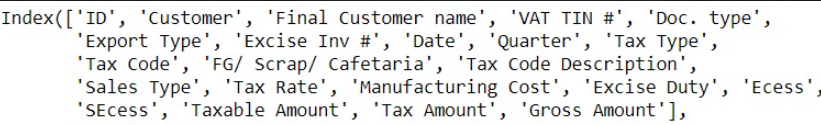 Index(['ID', 'Customer', 'Final Customer name', 'VAT TIN #', 'Doc. type',
'Export Type', 'Excise Inv #', 'Date', 'Quarter', 'Tax Type',
'Tax Code', 'FG/ Scrap/ Cafetaria', 'Tax Code Description',
'Sales Type', 'Tax Rate', 'Manufacturing Cost', 'Excise Duty', 'Ecess',
'SEcess', 'Taxable Amount', 'Tax Amount', 'Gross Amount'],